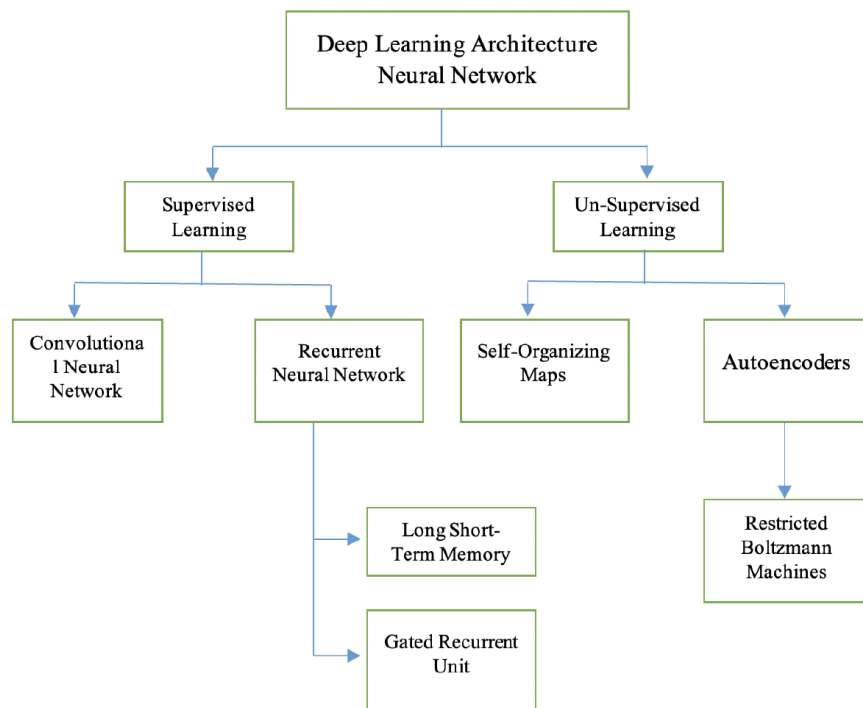 Deep Learning Architecture
Neural Network
Supervised
Learning
Un-Supervised
Learning
Convolutiona
l Neural
Network
Recurrent
Neural Network
Self-Organizing
Maps
Autoencoders
Long Short-
Term Memory
Restricted
Boltzmann
Machines
Gated Recurrent
Unit